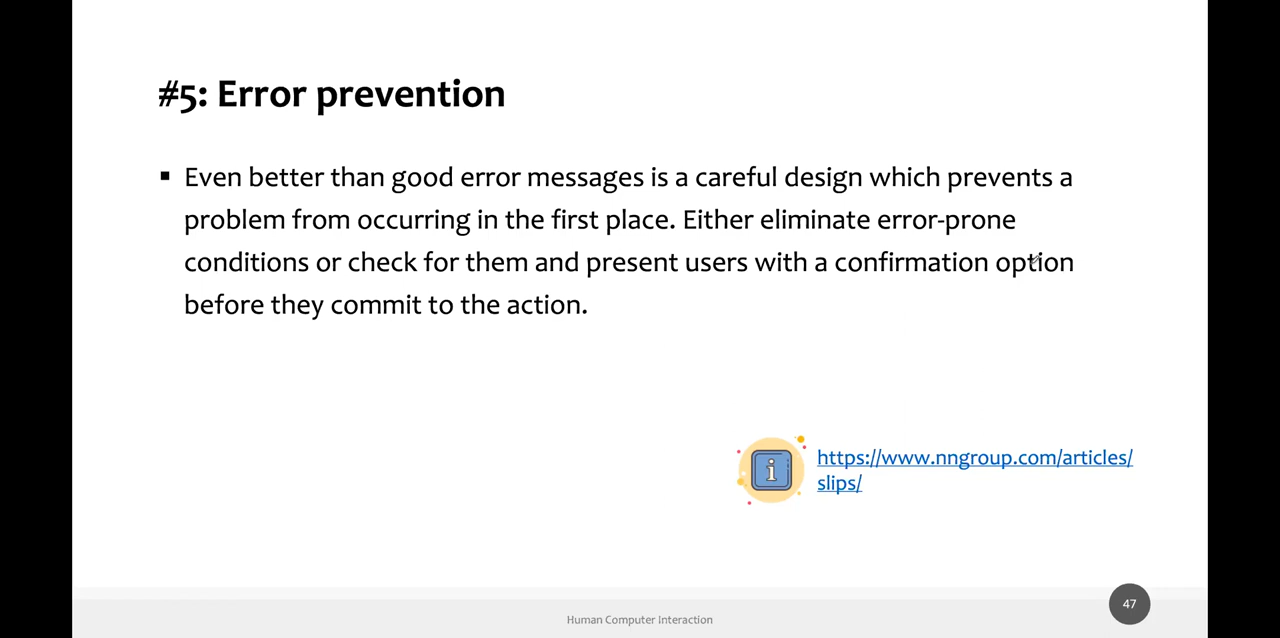 #5: Error prevention
▪ Even better than good error messages is a careful design which prevents a
problem from occurring in the first place. Either eliminate error-prone
conditions or check for them and present users with a confirmation option
before they commit to the action.
i
https://www.nngroup.com/articles/
slips/
47
Human Computer Interaction